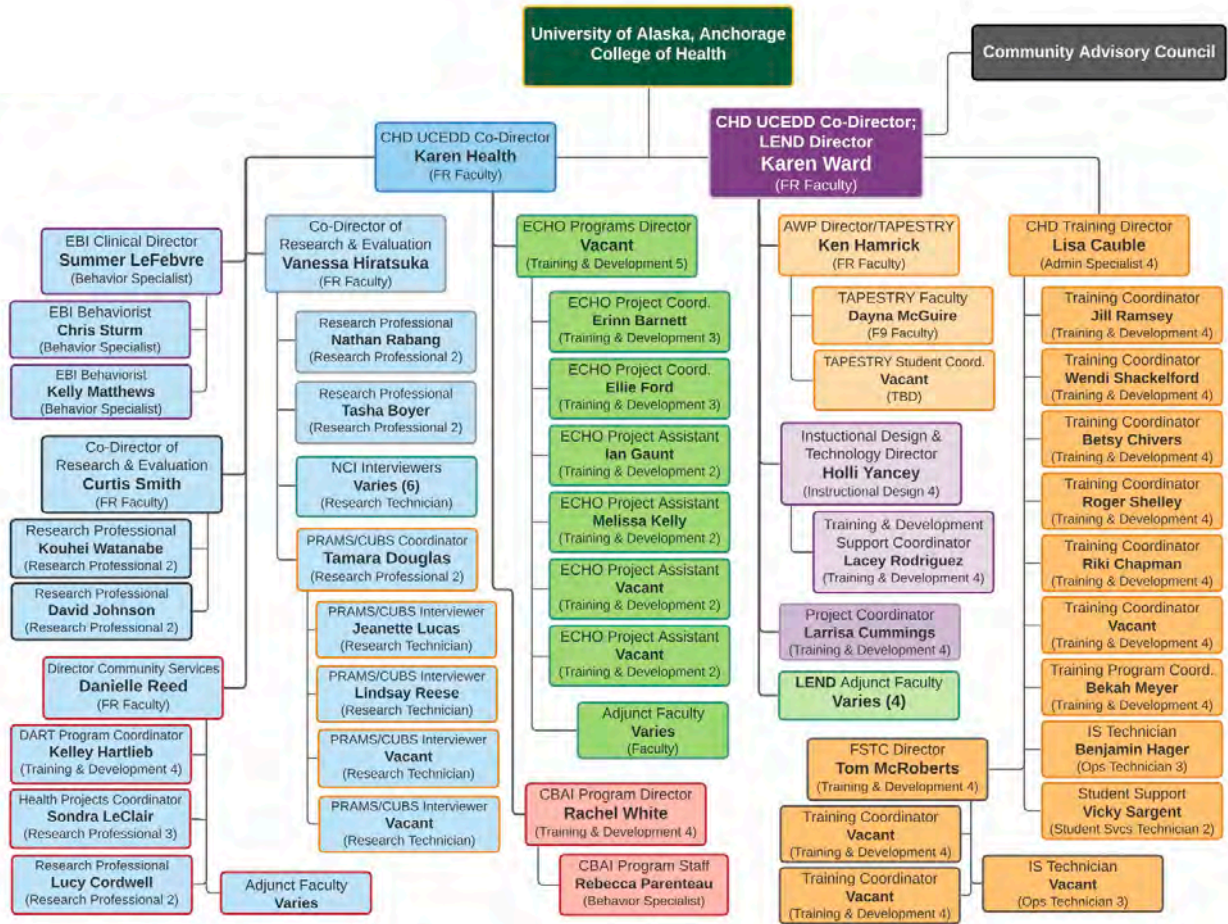 University of Alaska, Anchorage
College of Health
Community Advisory Council
CHD UCEDD Co-Director
Karen Health
(FR Faculty)
CHD UCEDD Co-Director;
LEND Director
Karen Ward
(FR Faculty)
EBI Clinical Director
Summer LeFebvre
(Behavior Specialist)
EBI Behaviorist
Chris Sturm
(Behavior Specialist)
EBI Behaviorist
Kelly Matthews
(Behavior Specialist)
Co-Director of
Research & Evaluation
Curtis Smith
(FR Faculty)
Research Professional
Kouhei Watanabe
(Research Professional 2)
Research Professional
David Johnson
(Research Professional 2)
Director Community Services
Danielle Reed
(FR Faculty)
DART Program Coordinator
Kelley Hartlieb
(Training & Development 4)
Health Projects Coordinator
Sondra LeClair
(Research Professional 3)
Research Professional
Lucy Cordwell
(Research Professional 2)
Adjunct Faculty
Varies
Co-Director of
Research & Evaluation
Vanessa Hiratsuka
(FR Faculty)
Research Professional
Nathan Rabang
(Research Professional 2)
Research Professional
Tasha Boyer
(Research Professional 2)
NCI Interviewers
Varies (6)
(Research Technician)
PRAMS/CUBS Coordinator
Tamara Douglas
(Research Professional 2)
PRAMS/CUBS Interviewer
Jeanette Lucas
(Research Technician)
PRAMS/CUBS Interviewer
Lindsay Reese
(Research Technician)
PRAMS/CUBS Interviewer
Vacant
(Research Technician)
PRAMS/CUBS Interviewer
Vacant
(Research Technician)
ECHO Programs Director
Vacant
(Training & Development 5)
ECHO Project Coord.
Erinn Barnett
(Training & Development 3)
ECHO Project Coord.
Ellie Ford
(Training & Development 3)
ECHO Project Assistant
Ian Gaunt
(Training & Development 2)
ECHO Project Assistant
Melissa Kelly
(Training & Development 2)
ECHO Project Assistant
Vacant
(Training & Development 2)
ECHO Project Assistant
Vacant
(Training & Development 2)
Adjunct Faculty
Varies
(Faculty)
CBAI Program Director
Rachel White
(Training & Development 4)
CBAI Program Staff
Rebecca Parenteau
(Behavior Specialist)
AWP Director/TAPESTRY
Ken Hamrick
(FR Faculty)
TAPESTRY Faculty
Dayna McGuire
(F9 Faculty)
TAPESTRY Student Coord.
Vacant
(TBD)
Instuctional Design &
Technology Director
Holli Yancey
(Instructional Design 4)
Training & Development
Support Coordinator
Lacey Rodriguez
(Training & Development 4)
Project Coordinator
Larrisa Cummings
(Training & Development 4)
LEND Adjunct Faculty
Varies (4)
CHD Training Director
Lisa Cauble
(Admin Specialist 4)
Training Coordinator
Jill Ramsey
(Training & Development 4)
Training Coordinator
Wendi Shackelford
(Training & Development 4)
Training Coordinator
Betsy Chivers
(Training & Development 4)
Training Coordinator
Roger Shelley
(Training & Development 4)
Training Coordinator
Riki Chapman
(Training & Development 4)
Training Coordinator
Vacant
(Training & Development 4)
Training Program Coord.
Bekah Meyer
(Training & Development 4)
IS Technician
Benjamin Hager
(Ops Technician 3)
Student Support
Vicky Sargent
(Student Svcs Technician 2)
FSTC Director
Tom McRoberts
(Training & Development 4)
Training Coordinator
Vacant
(Training & Development 4)
Training Coordinator
Vacant
(Training & Development 4)
IS Technician
Vacant
(Ops Technician 3)